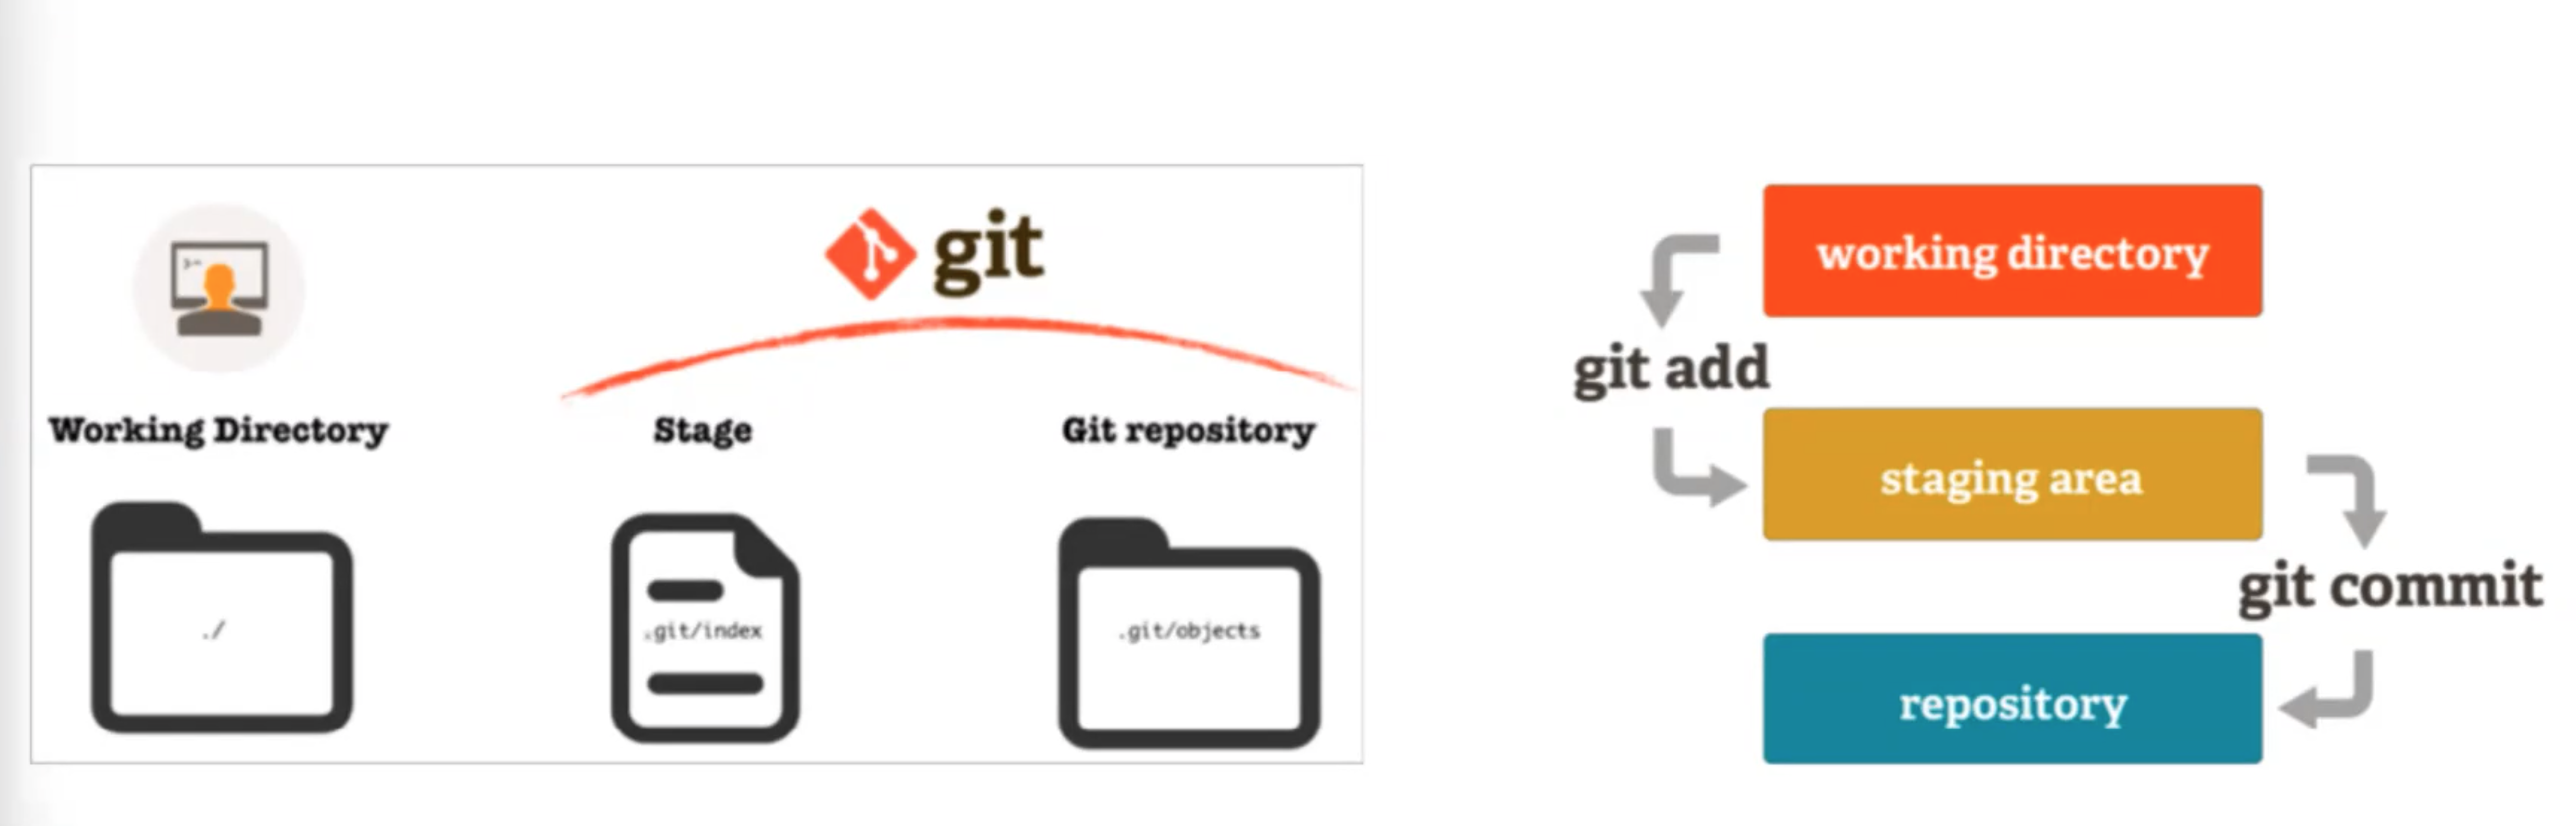 git
Working Directory
Stage
Git repository
./
.git/index
.git/objects
working directory
git add
staging area
git commit
repository